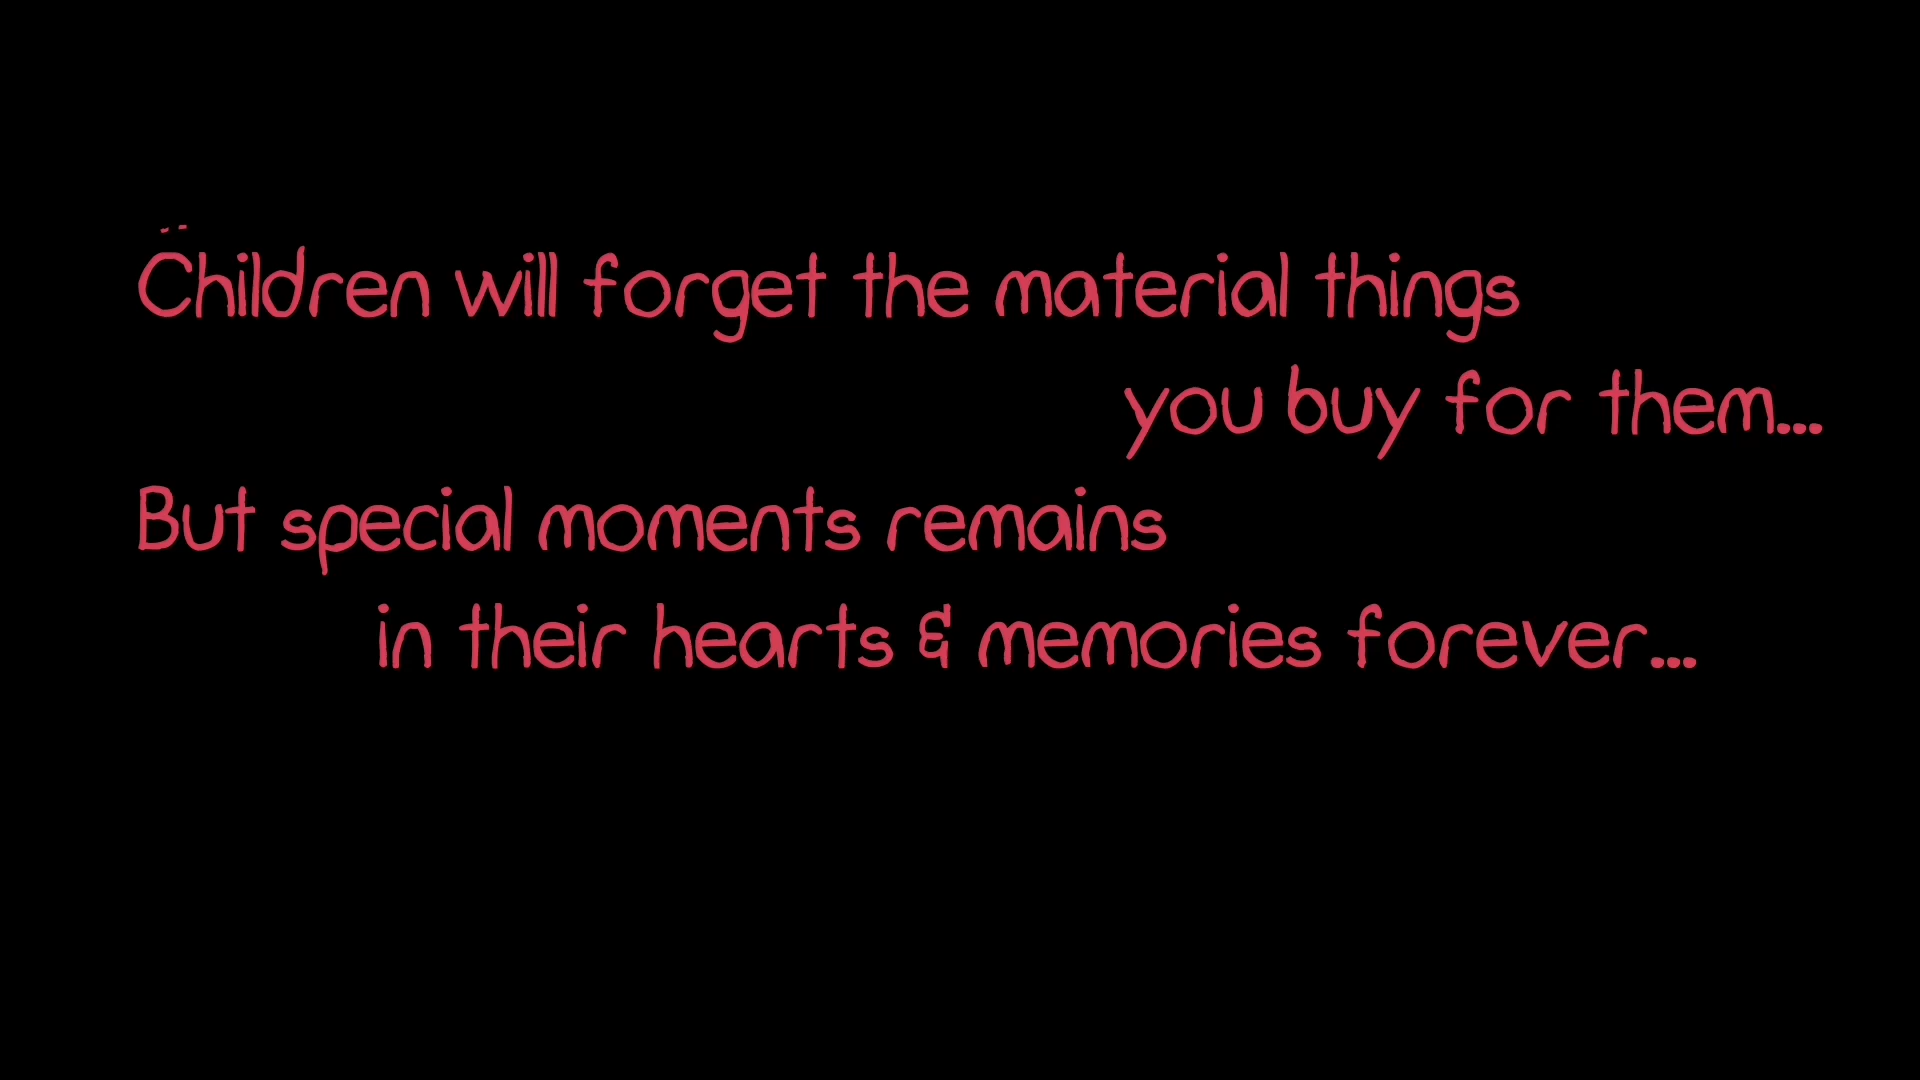 Children will forget the material things
you buy for them...
But special moments remains
in their hearts & memories forever...